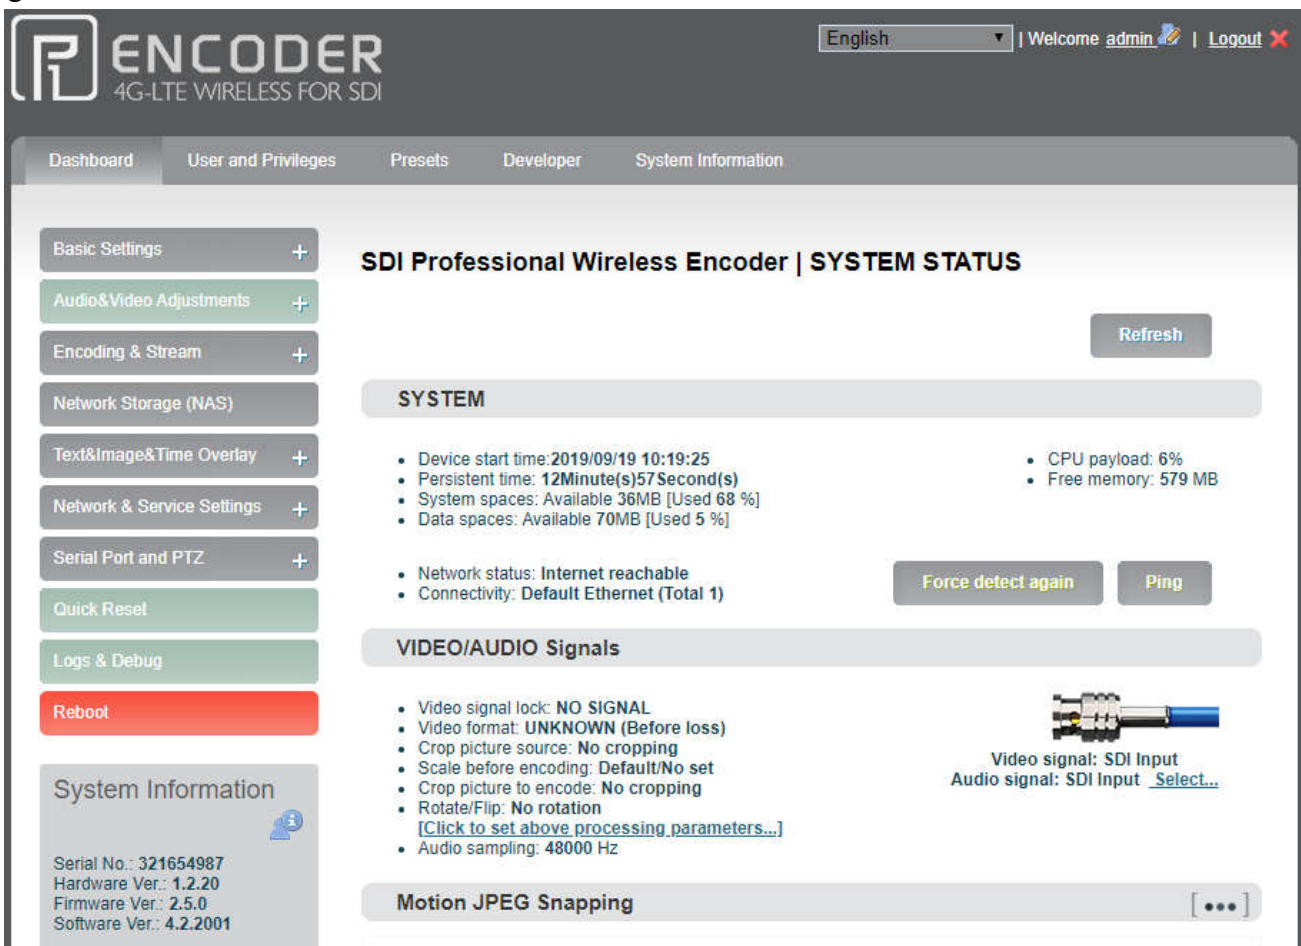 ENCODER
4G-LTE WIRELESS FOR SDI
English | Welcome admin | Logout
Dashboard User and Privileges Presets Developer System Information
Basic Settings +
Audio&Video Adjustments +
Encoding & Stream +
Network Storage (NAS)
Text&Image&Time Overlay +
Network & Service Settings +
Serial Port and PTZ +
Quick Reset
Logs & Debug
Reboot
System Information
Serial No.: 321654987
Hardware Ver.: 1.2.20
Firmware Ver.: 2.5.0
Software Ver.: 4.2.2001
SDI Professional Wireless Encoder | SYSTEM STATUS
Refresh
SYSTEM
• Device start time:2019/09/19 10:19:25
• Persistent time: 12Minute(s)57Second(s)
• System spaces: Available 36MB [Used 68 %]
• Data spaces: Available 70MB [Used 5 %]
• CPU payload: 6%
• Free memory: 579 MB
• Network status: Internet reachable
• Connectivity: Default Ethernet (Total 1)
Force detect again Ping
VIDEO/AUDIO Signals
• Video signal lock: NO SIGNAL
• Video format: UNKNOWN (Before loss)
• Crop picture source: No cropping
• Scale before encoding: Default/No set
• Crop picture to encode: No cropping
• Rotate/Flip: No rotation
[Click to set above processing parameters...]
• Audio sampling: 48000 Hz
Video signal: SDI Input
Audio signal: SDI Input Select...
Motion JPEG Snapping [•••]